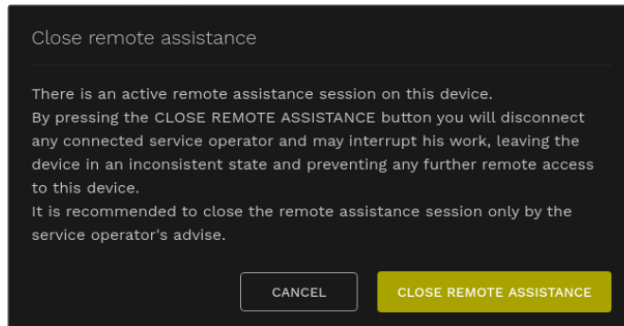 Close remote assistance
There is an active remote assistance session on this device.
By pressing the CLOSE REMOTE ASSISTANCE button you will disconnect
any connected service operator and may interrupt his work, leaving the
device in an inconsistent state and preventing any further remote access
to this device.
It is recommended to close the remote assistance session only by the
service operator's advise.
CANCEL
CLOSE REMOTE ASSISTANCE